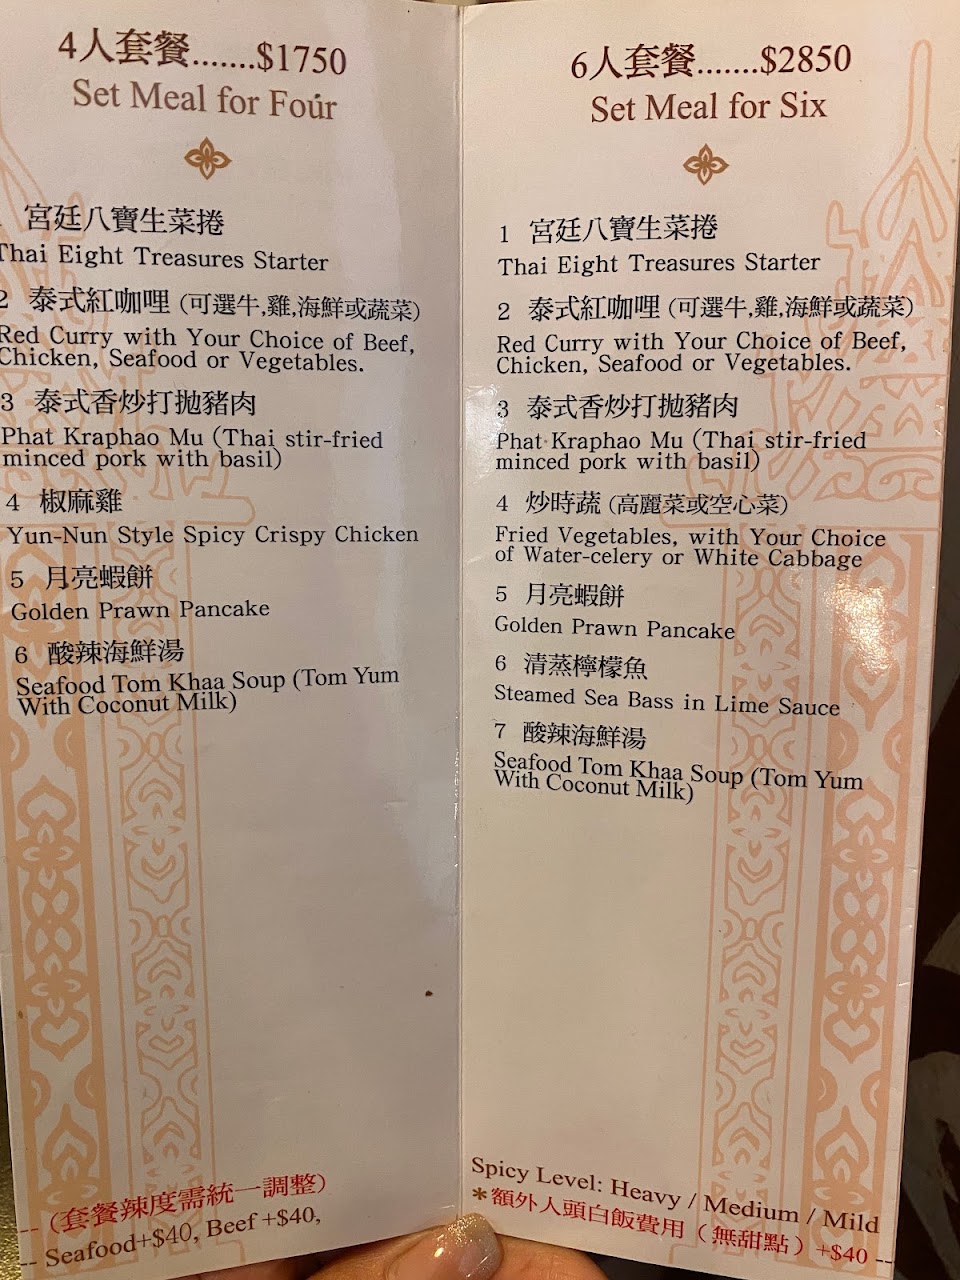 4人套餐.......$1750
Set Meal for Four
宮廷八寶生菜捲
Thai Eight Treasures Starter
2 泰式紅咖哩 (可選牛,雞,海鮮或蔬菜)
Red Curry with Your Choice of Beef,
Chicken, Seafood or Vegetables.
3 泰式香炒打拋豬肉
Phat Kraphao Mu (Thai stir-fried
minced pork with basil)
4 椒麻雞
Yun-Nun Style Spicy Crispy Chicken
5 月亮蝦餅
Golden Prawn Pancake
6 酸辣海鮮湯
Seafood Tom Khaa Soup (Tom Yum
With Coconut Milk)
-- (套餐辣度需統一調整)
-- Seafood+$40, Beef +$40,
6人套餐.......$2850
Set Meal for Six
1 宮廷八寶生菜捲
Thai Eight Treasures Starter
2 泰式紅咖哩 (可選牛,雞,海鮮或蔬菜)
Red Curry with Your Choice of Beef,
Chicken, Seafood or Vegetables.
3 泰式香炒打拋豬肉
Phat Kraphao Mu (Thai stir-fried
minced pork with basil)
4 炒時蔬 (高麗菜或空心菜)
Fried Vegetables, with Your Choice
of Water-celery or White Cabbage
5 月亮蝦餅
Golden Prawn Pancake
6 清蒸檸檬魚
Steamed Sea Bass in Lime Sauce
7 酸辣海鮮湯
Seafood Tom Khaa Soup (Tom Yum
With Coconut Milk)
Spicy Level: Heavy / Medium / Mild
*額外人頭白飯費用（無甜點）+$40 --